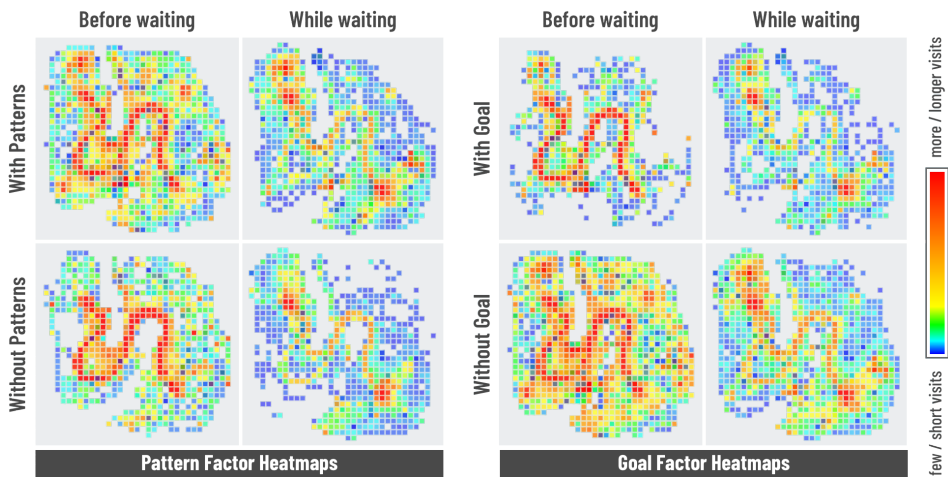 Before waiting
While waiting
Before waiting
While waiting
With Patterns
With Goal
more / longer visits
Without Patterns
Without Goal
few / short visits
Pattern Factor Heatmaps
Goal Factor Heatmaps